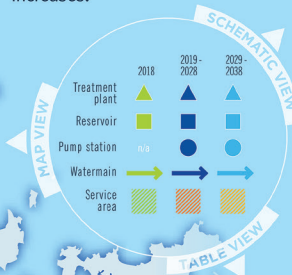 increases.
SCHEMATIC VIEW
2018
2019 -
2028
2029 -
2038
Treatment
plant
Reservoir
Pump station
n/a
Watermain
Service
area
MAP VIEW
TABLE VIEW